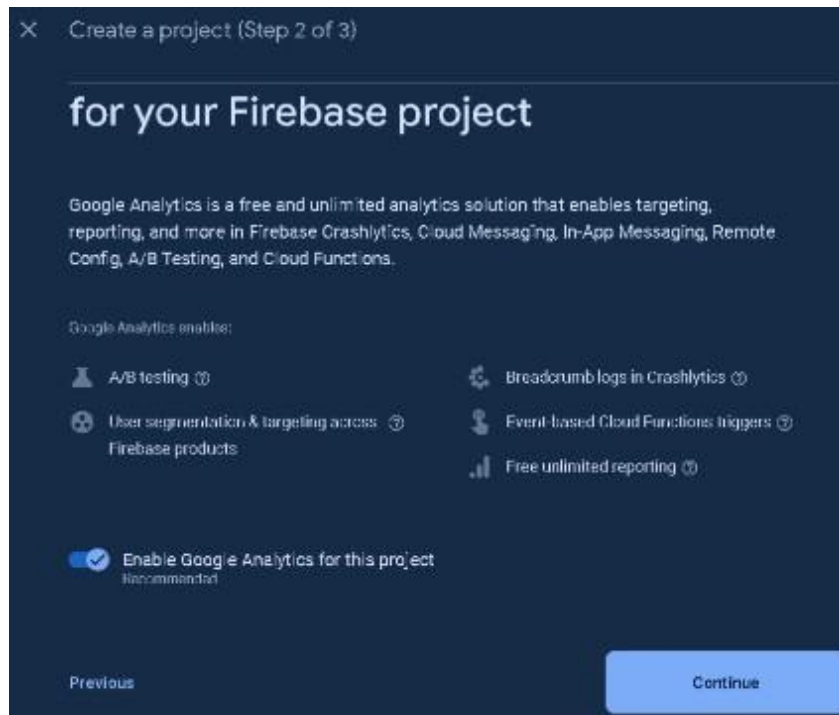 Create a project (Step 2 of 3)
for your Firebase project
Google Analytics is a free and unlimited analytics solution that enables targeting,
reporting, and more in Firebase Crashlytics, Cloud Messaging, In-App Messaging, Remote
Config, A/B Testing, and Cloud Functions.
Google Analytics enables:
A/B testing
User segmentation & targeting across
Firebase products
Breadcrumb logs in Crashlytics
Event-based Cloud Functions triggers
Free unlimited reporting
Enable Google Analytics for this project
Recommended
Previous
Continue